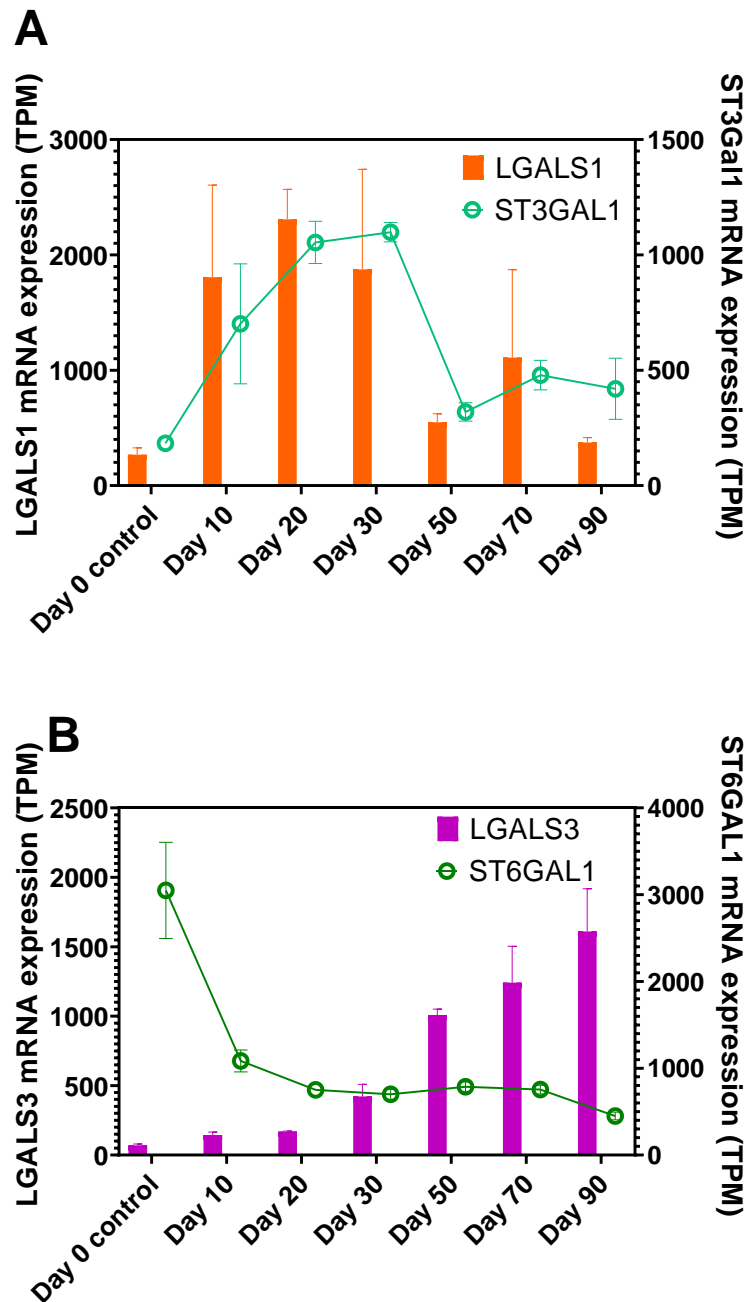 A
LGALS1 mRNA expression (TPM)
ST3Gal1 mRNA expression (TPM)
3000
2000
1000
0
1500
1000
500
0
LGALS1
ST3GAL1
Day 0 control
Day 10
Day 20
Day 30
Day 50
Day 70
Day 90
B
LGALS3 mRNA expression (TPM)
ST6GAL1 mRNA expression (TPM)
2500
2000
1500
1000
500
0
4000
3000
2000
1000
0
LGALS3
ST6GAL1
Day 0 control
Day 10
Day 20
Day 30
Day 50
Day 70
Day 90